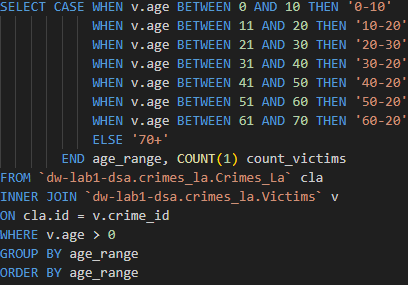 SELECT CASE WHEN v.age BETWEEN 0 AND 10 THEN '0-10'
WHEN v.age BETWEEN 11 AND 20 THEN '10-20'
WHEN v.age BETWEEN 21 AND 30 THEN '20-30'
WHEN v.age BETWEEN 31 AND 40 THEN '30-20'
WHEN v.age BETWEEN 41 AND 50 THEN '40-20'
WHEN v.age BETWEEN 51 AND 60 THEN '50-20'
WHEN v.age BETWEEN 61 AND 70 THEN '60-20'
ELSE '70+'
END age_range, COUNT(1) count_victims
FROM `dw-lab1-dsa.crimes_la.Crimes_La` cla
INNER JOIN `dw-lab1-dsa.crimes_la.Victims` v
ON cla.id = v.crime_id
WHERE v.age > 0
GROUP BY age_range
ORDER BY age_range